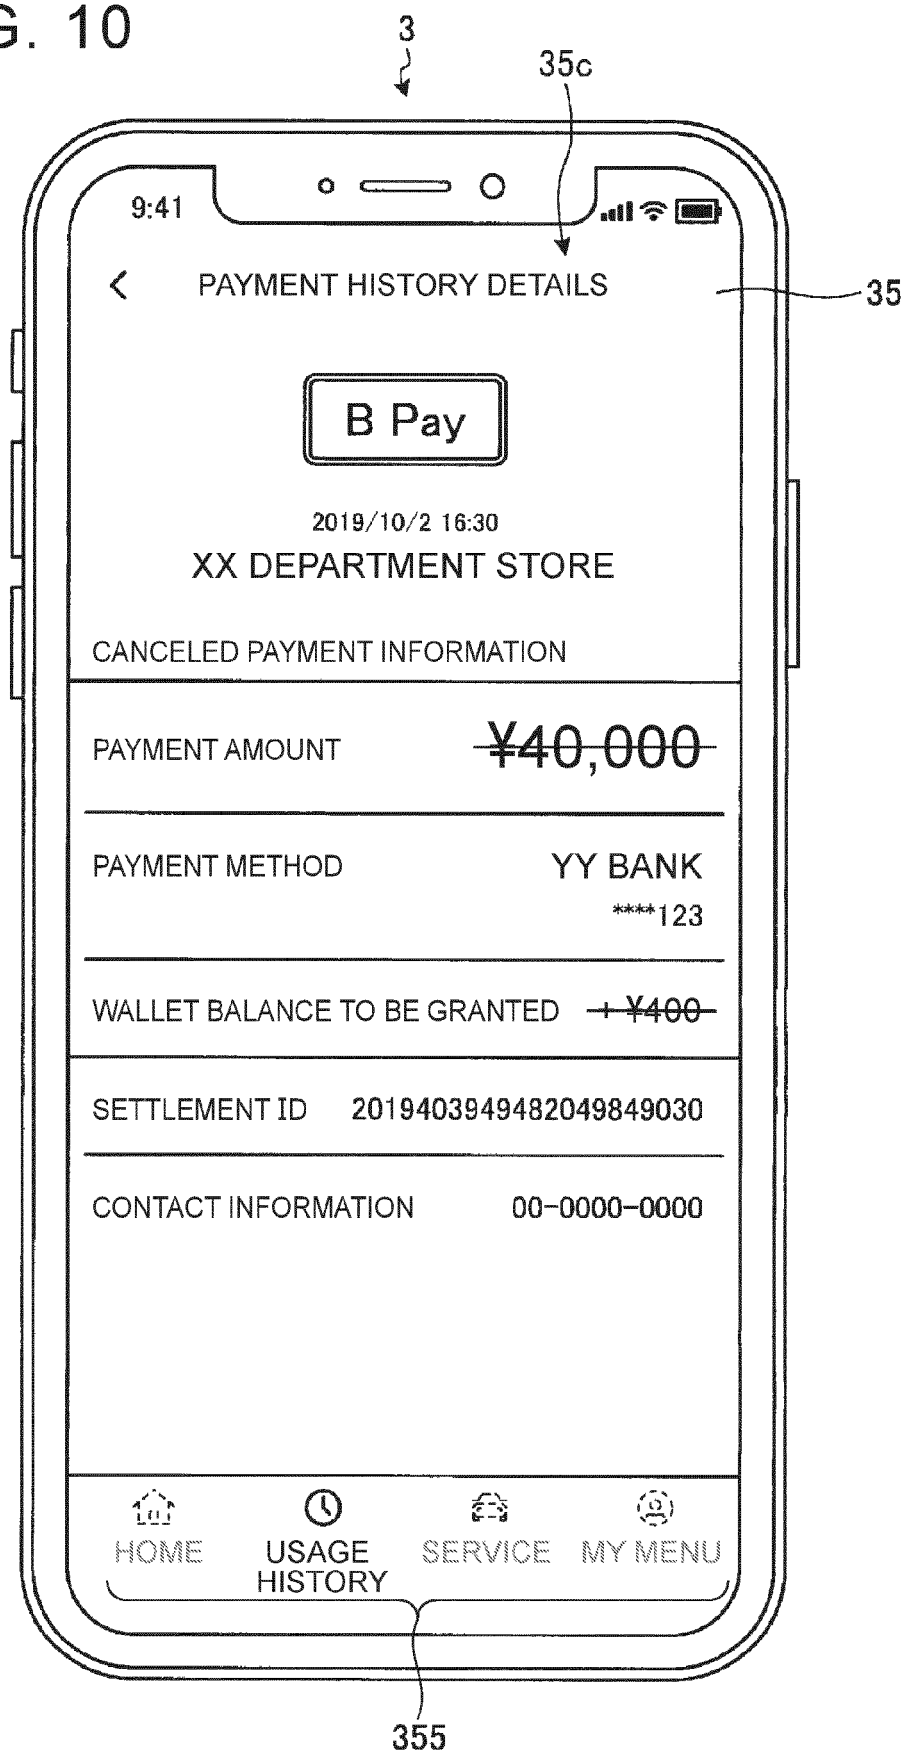 G. 10
3
35c
9:41
< PAYMENT HISTORY DETAILS
35
B Pay
2019/10/2 16:30
XX DEPARTMENT STORE
CANCELED PAYMENT INFORMATION
PAYMENT AMOUNT ¥40,000
PAYMENT METHOD YY BANK
****123
WALLET BALANCE TO BE GRANTED + ¥400
SETTLEMENT ID 2019403949482049849030
CONTACT INFORMATION 00-0000-0000
HOME USAGE HISTORY SERVICE MY MENU
355